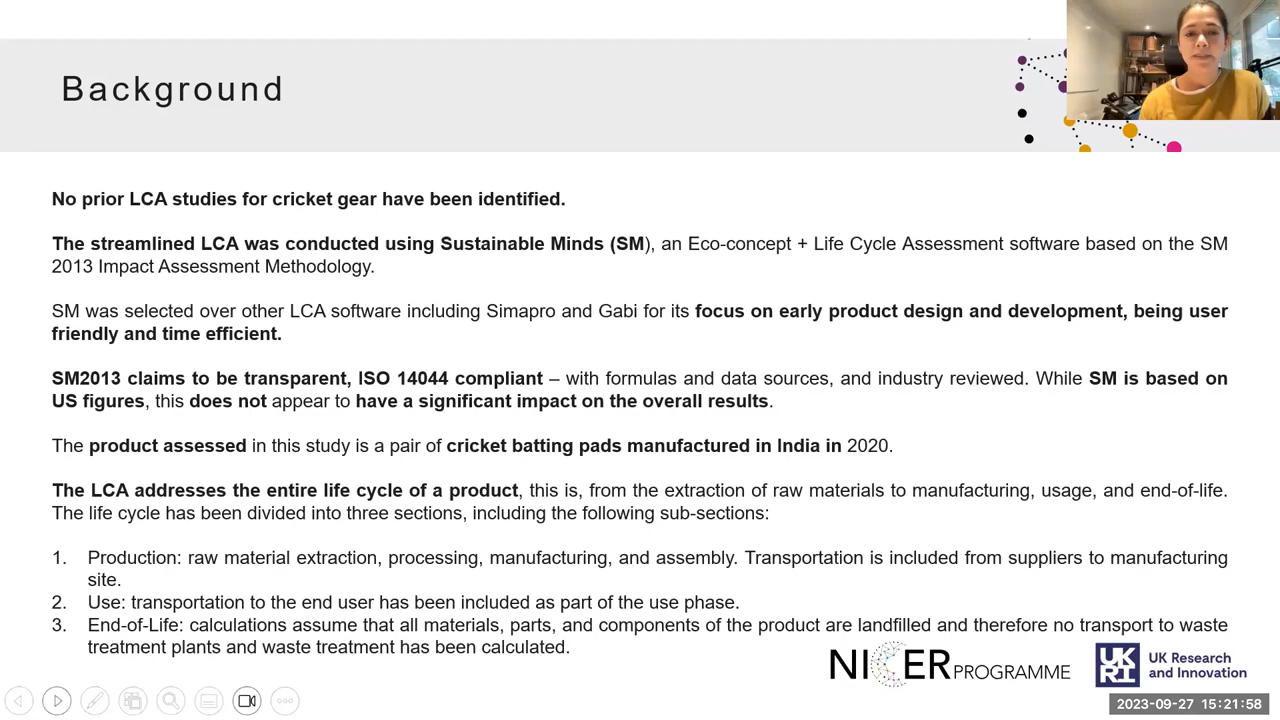 Background
No prior LCA studies for cricket gear have been identified.
The streamlined LCA was conducted using Sustainable Minds (SM), an Eco-concept + Life Cycle Assessment software based on the SM
2013 Impact Assessment Methodology.
SM was selected over other LCA software including Simapro and Gabi for its focus on early product design and development, being user
friendly and time efficient.
SM2013 claims to be transparent, ISO 14044 compliant – with formulas and data sources, and industry reviewed. While SM is based on
US figures, this does not appear to have a significant impact on the overall results.
The product assessed in this study is a pair of cricket batting pads manufactured in India in 2020.
The LCA addresses the entire life cycle of a product, this is, from the extraction of raw materials to manufacturing, usage, and end-of-life.
The life cycle has been divided into three sections, including the following sub-sections:
1. Production: raw material extraction, processing, manufacturing, and assembly. Transportation is included from suppliers to manufacturing
site.
2. Use: transportation to the end user has been included as part of the use phase.
3. End-of-Life: calculations assume that all materials, parts, and components of the product are landfilled and therefore no transport to waste
treatment plants and waste treatment has been calculated.
NICER PROGRAMME
UKRI
UK Research
and Innovation
2023-09-27 15:21:58